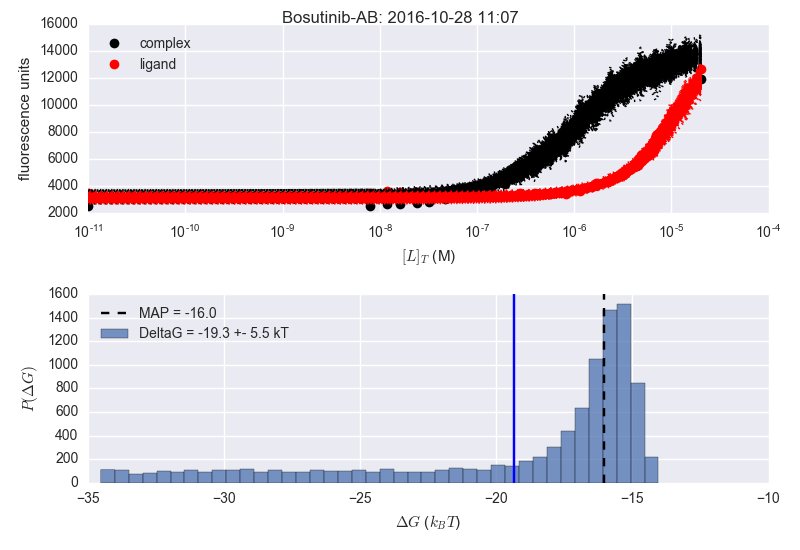 Bosutinib-AB: 2016-10-28 11:07
16000
14000
12000
10000
8000
6000
4000
2000
fluorescence units
complex
ligand
10⁻¹¹ 10⁻¹⁰ 10⁻⁹ 10⁻⁸ 10⁻⁷ 10⁻⁶ 10⁻⁵ 10⁻⁴
[L]_T (M)
1600
1400
1200
1000
800
600
400
200
0
P(ΔG)
MAP = -16.0
DeltaG = -19.3 +- 5.5 kT
−35 −30 −25 −20 −15 −10
ΔG (k_BT)